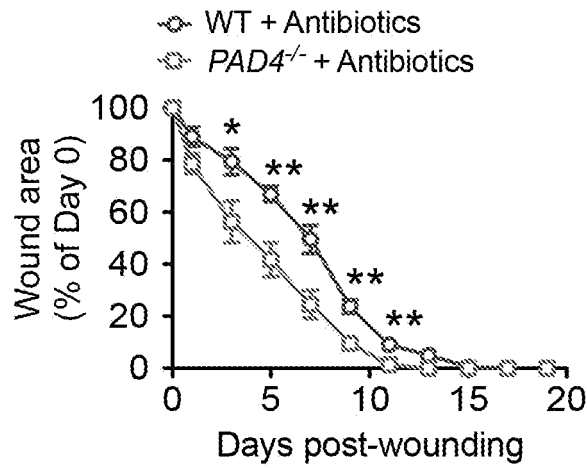 WT + Antibiotics
PAD4-/- + Antibiotics
Wound area
(% of Day 0)
100
80
60
40
20
0
*
**
**
**
**
0 5 10 15 20
Days post-wounding